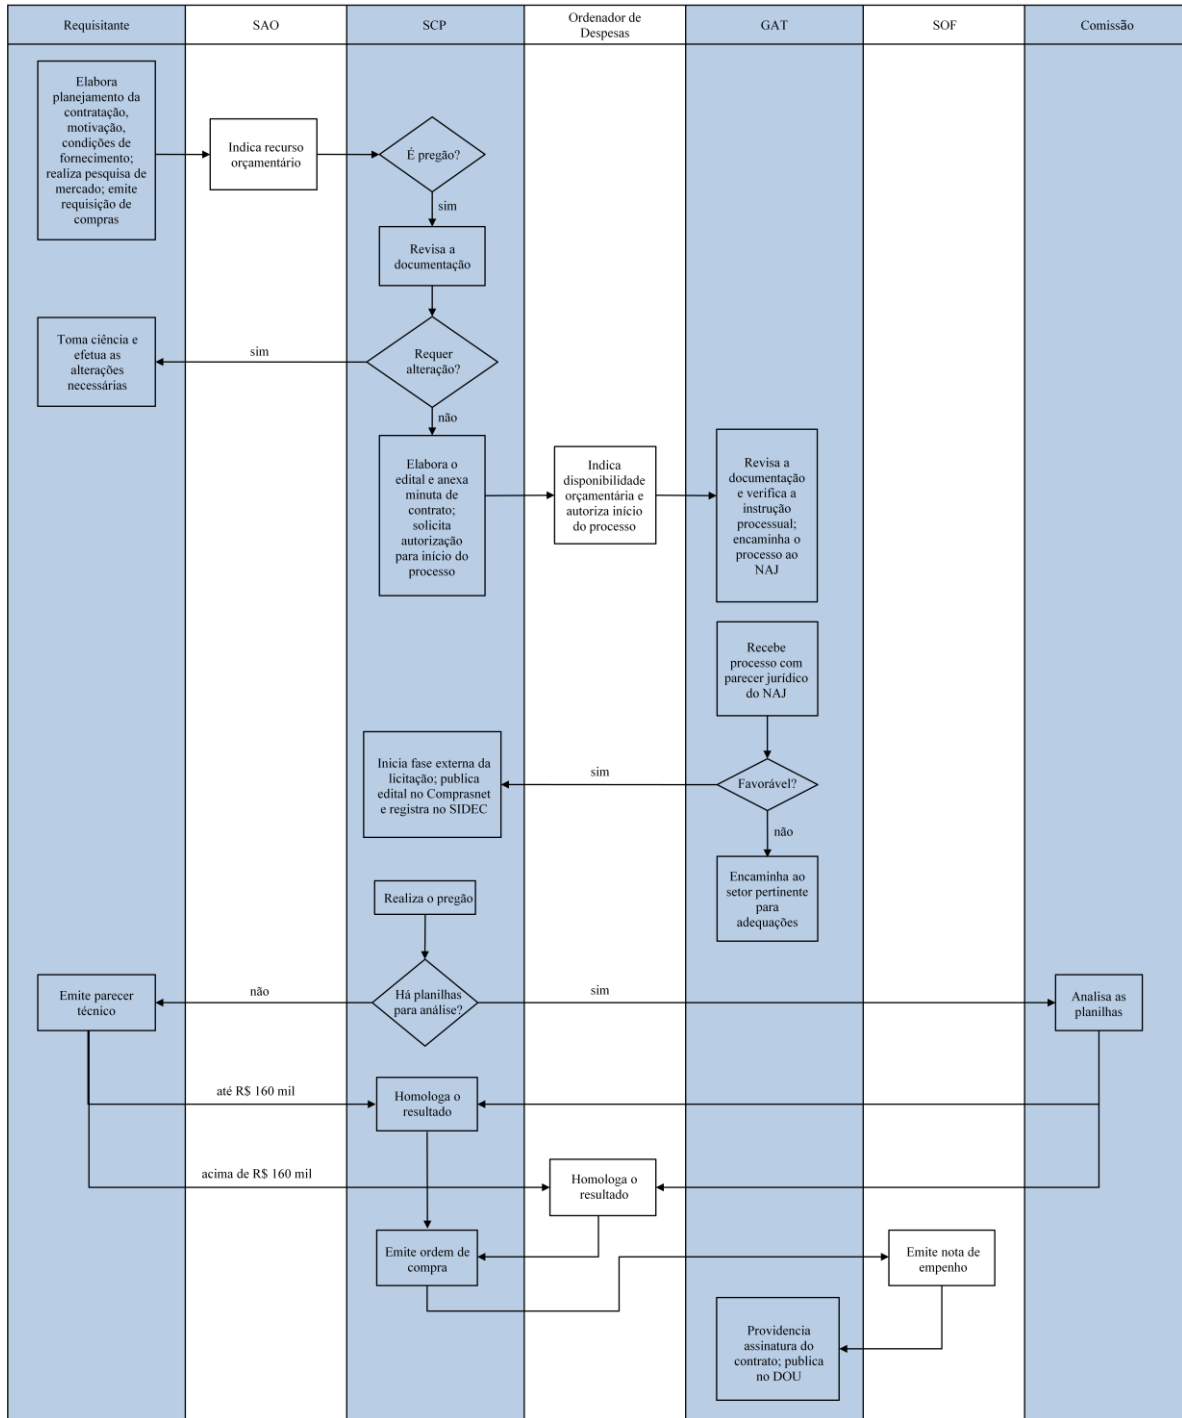 Requisitante
SAO
SCP
Ordenador de
Despesas
GAT
SOF
Comissão
Elabora
planejamento da
contratação,
motivação,
condições de
fornecimento;
realiza pesquisa de
mercado; emite
requisição de
compras
Indica recurso
orçamentário
É pregão?
sim
Revisa a
documentação
Toma ciência e
efetua as
alterações
necessárias
sim
Requer
alteração?
não
Elabora o
edital e anexa
minuta de
contrato;
solicita
autorização
para início do
processo
Indica
disponibilidade
orçamentária e
autoriza início
do processo
Revisa a
documentação
e verifica a
instrução
processual;
encaminha o
processo ao
NAJ
Recebe
processo com
parecer jurídico
do NAJ
Inicia fase externa da
licitação; publica
edital no Comprasnet
e registra no SIDEC
sim
Favorável?
não
Encaminha ao
setor pertinente
para
adequações
Realiza o pregão
Emite parecer
técnico
não
Há planilhas
para análise?
sim
Analisa as
planilhas
até R$ 160 mil
Homologa o
resultado
acima de R$ 160 mil
Homologa o
resultado
Emite ordem de
compra
Emite nota de
empenho
Providencia
assinatura do
contrato; publica
no DOU